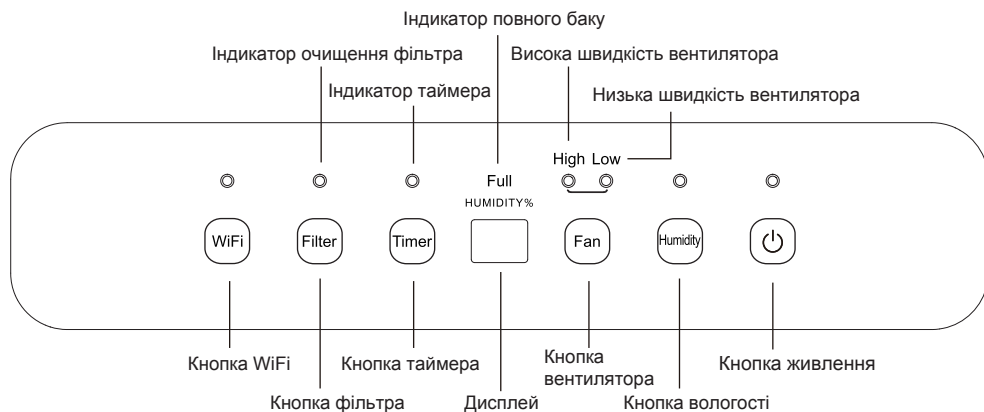 Індикатор повного баку
Індикатор очищення фільтра
Висока швидкість вентилятора
Індикатор таймера
Низька швидкість вентилятора
High Low
Full
HUMIDITY%
WiFi
Filter
Timer
Fan
Humidity
Кнопка WiFi
Кнопка таймера
Кнопка
вентилятора
Кнопка живлення
Кнопка фільтра
Дисплей
Кнопка вологості